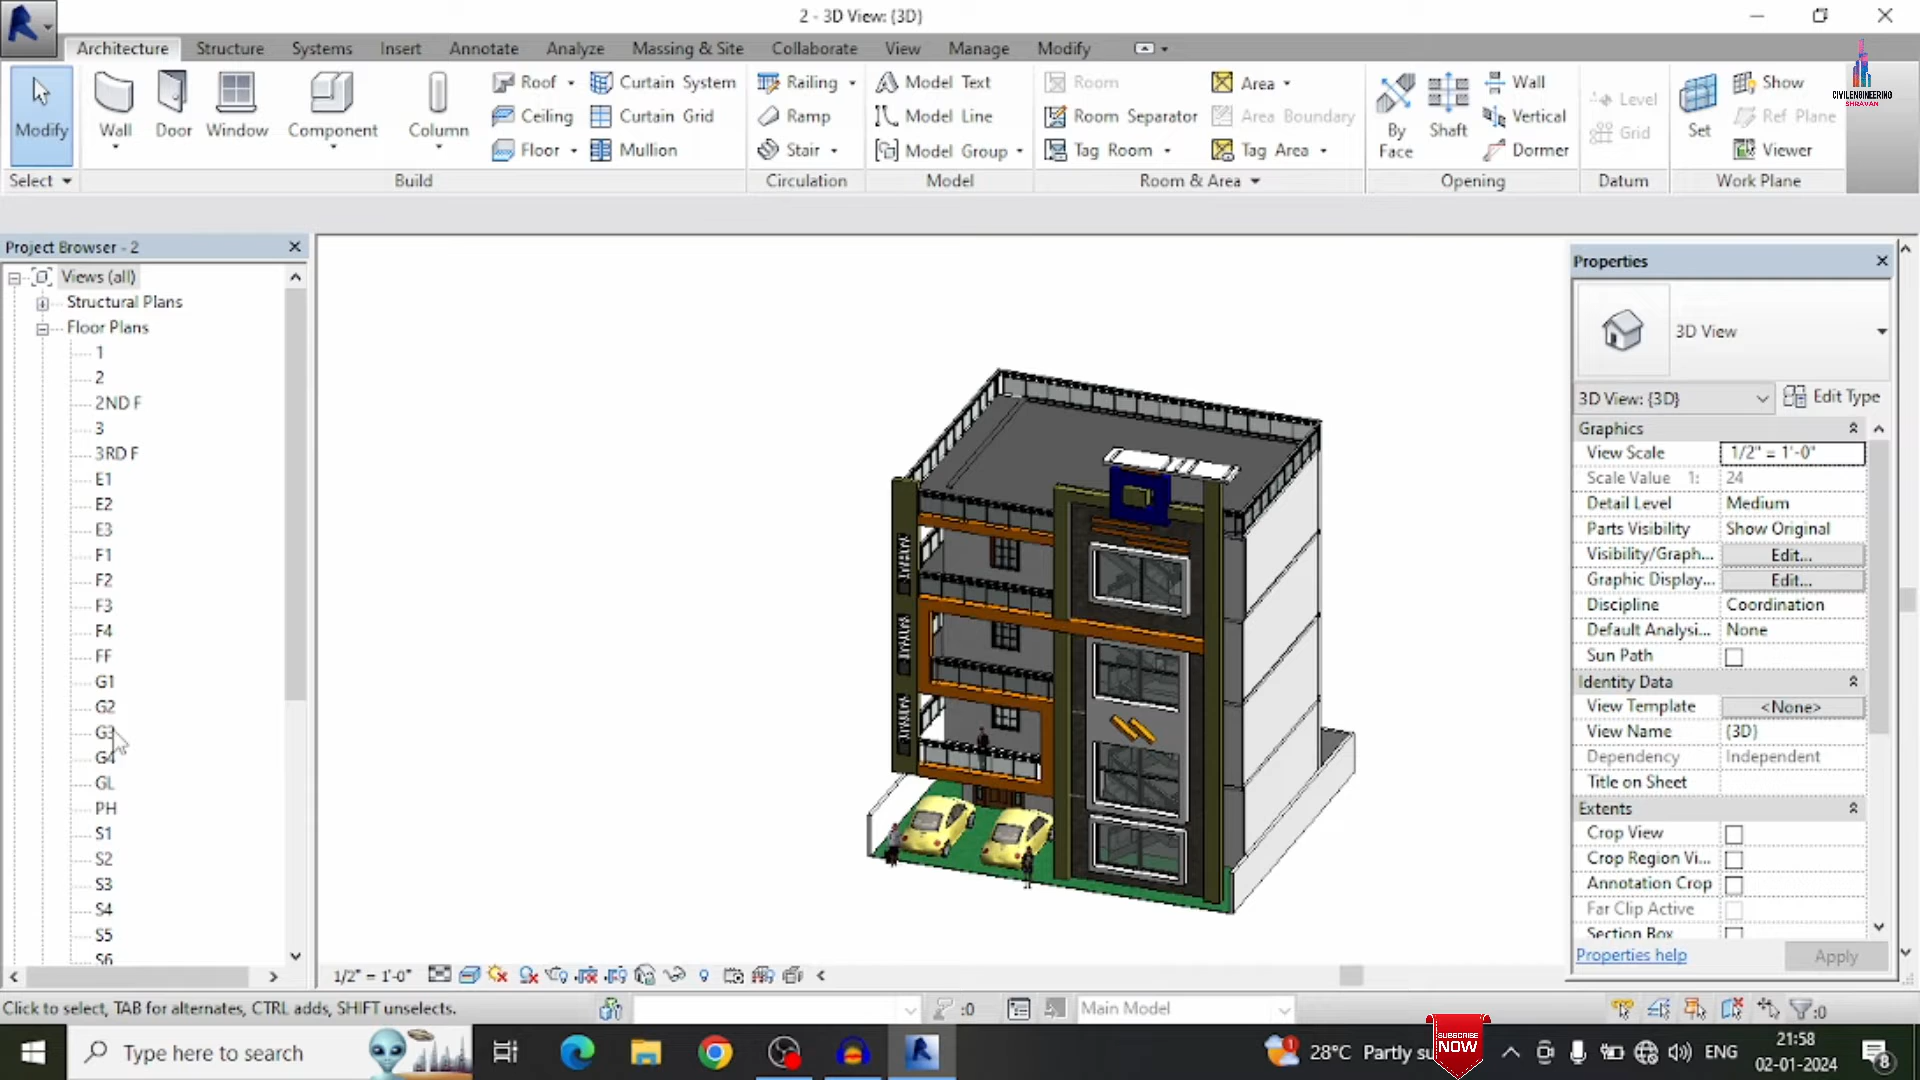 2 - 3D View: {3D}
Architecture Structure Systems Insert Annotate Analyze Massing & Site Collaborate View Manage Modify
Modify Wall Door Window Component Column
Roof Curtain System
Ceiling Curtain Grid
Floor Mullion
Railing
Ramp
Stair
Model Text
Model Line
Model Group
Room Area
Room Separator Area Boundary
Tag Room Tag Area
By Face Shaft
Wall
Vertical
Dormer
Level
Grid
Set
Show
Ref Plane
Viewer
CIVILENGINEERING
SHRAVAN
Select Build Circulation Model Room & Area Opening Datum Work Plane
Project Browser - 2
Views (all)
Structural Plans
Floor Plans
1
2
2ND F
3
3RD F
E1
E2
E3
F1
F2
F3
F4
FF
G1
G2
G3
G4
GL
PH
S1
S2
S3
S4
S5
S6
Properties
3D View
3D View: {3D} Edit Type
Graphics
View Scale 1/2" = 1'-0"
Scale Value 1: 24
Detail Level Medium
Parts Visibility Show Original
Visibility/Graph... Edit...
Graphic Display... Edit...
Discipline Coordination
Default Analysi... None
Sun Path
Identity Data
View Template <None>
View Name {3D}
Dependency Independent
Title on Sheet
Extents
Crop View
Crop Region Vi...
Annotation Crop
Far Clip Active
Section Box
Properties help Apply
1/2" = 1'-0"
Click to select, TAB for alternates, CTRL adds, SHIFT unselects. :0 Main Model :0
Type here to search
28°C Partly su
SUBSCRIBE
NOW
ENG
21:58
02-01-2024
8